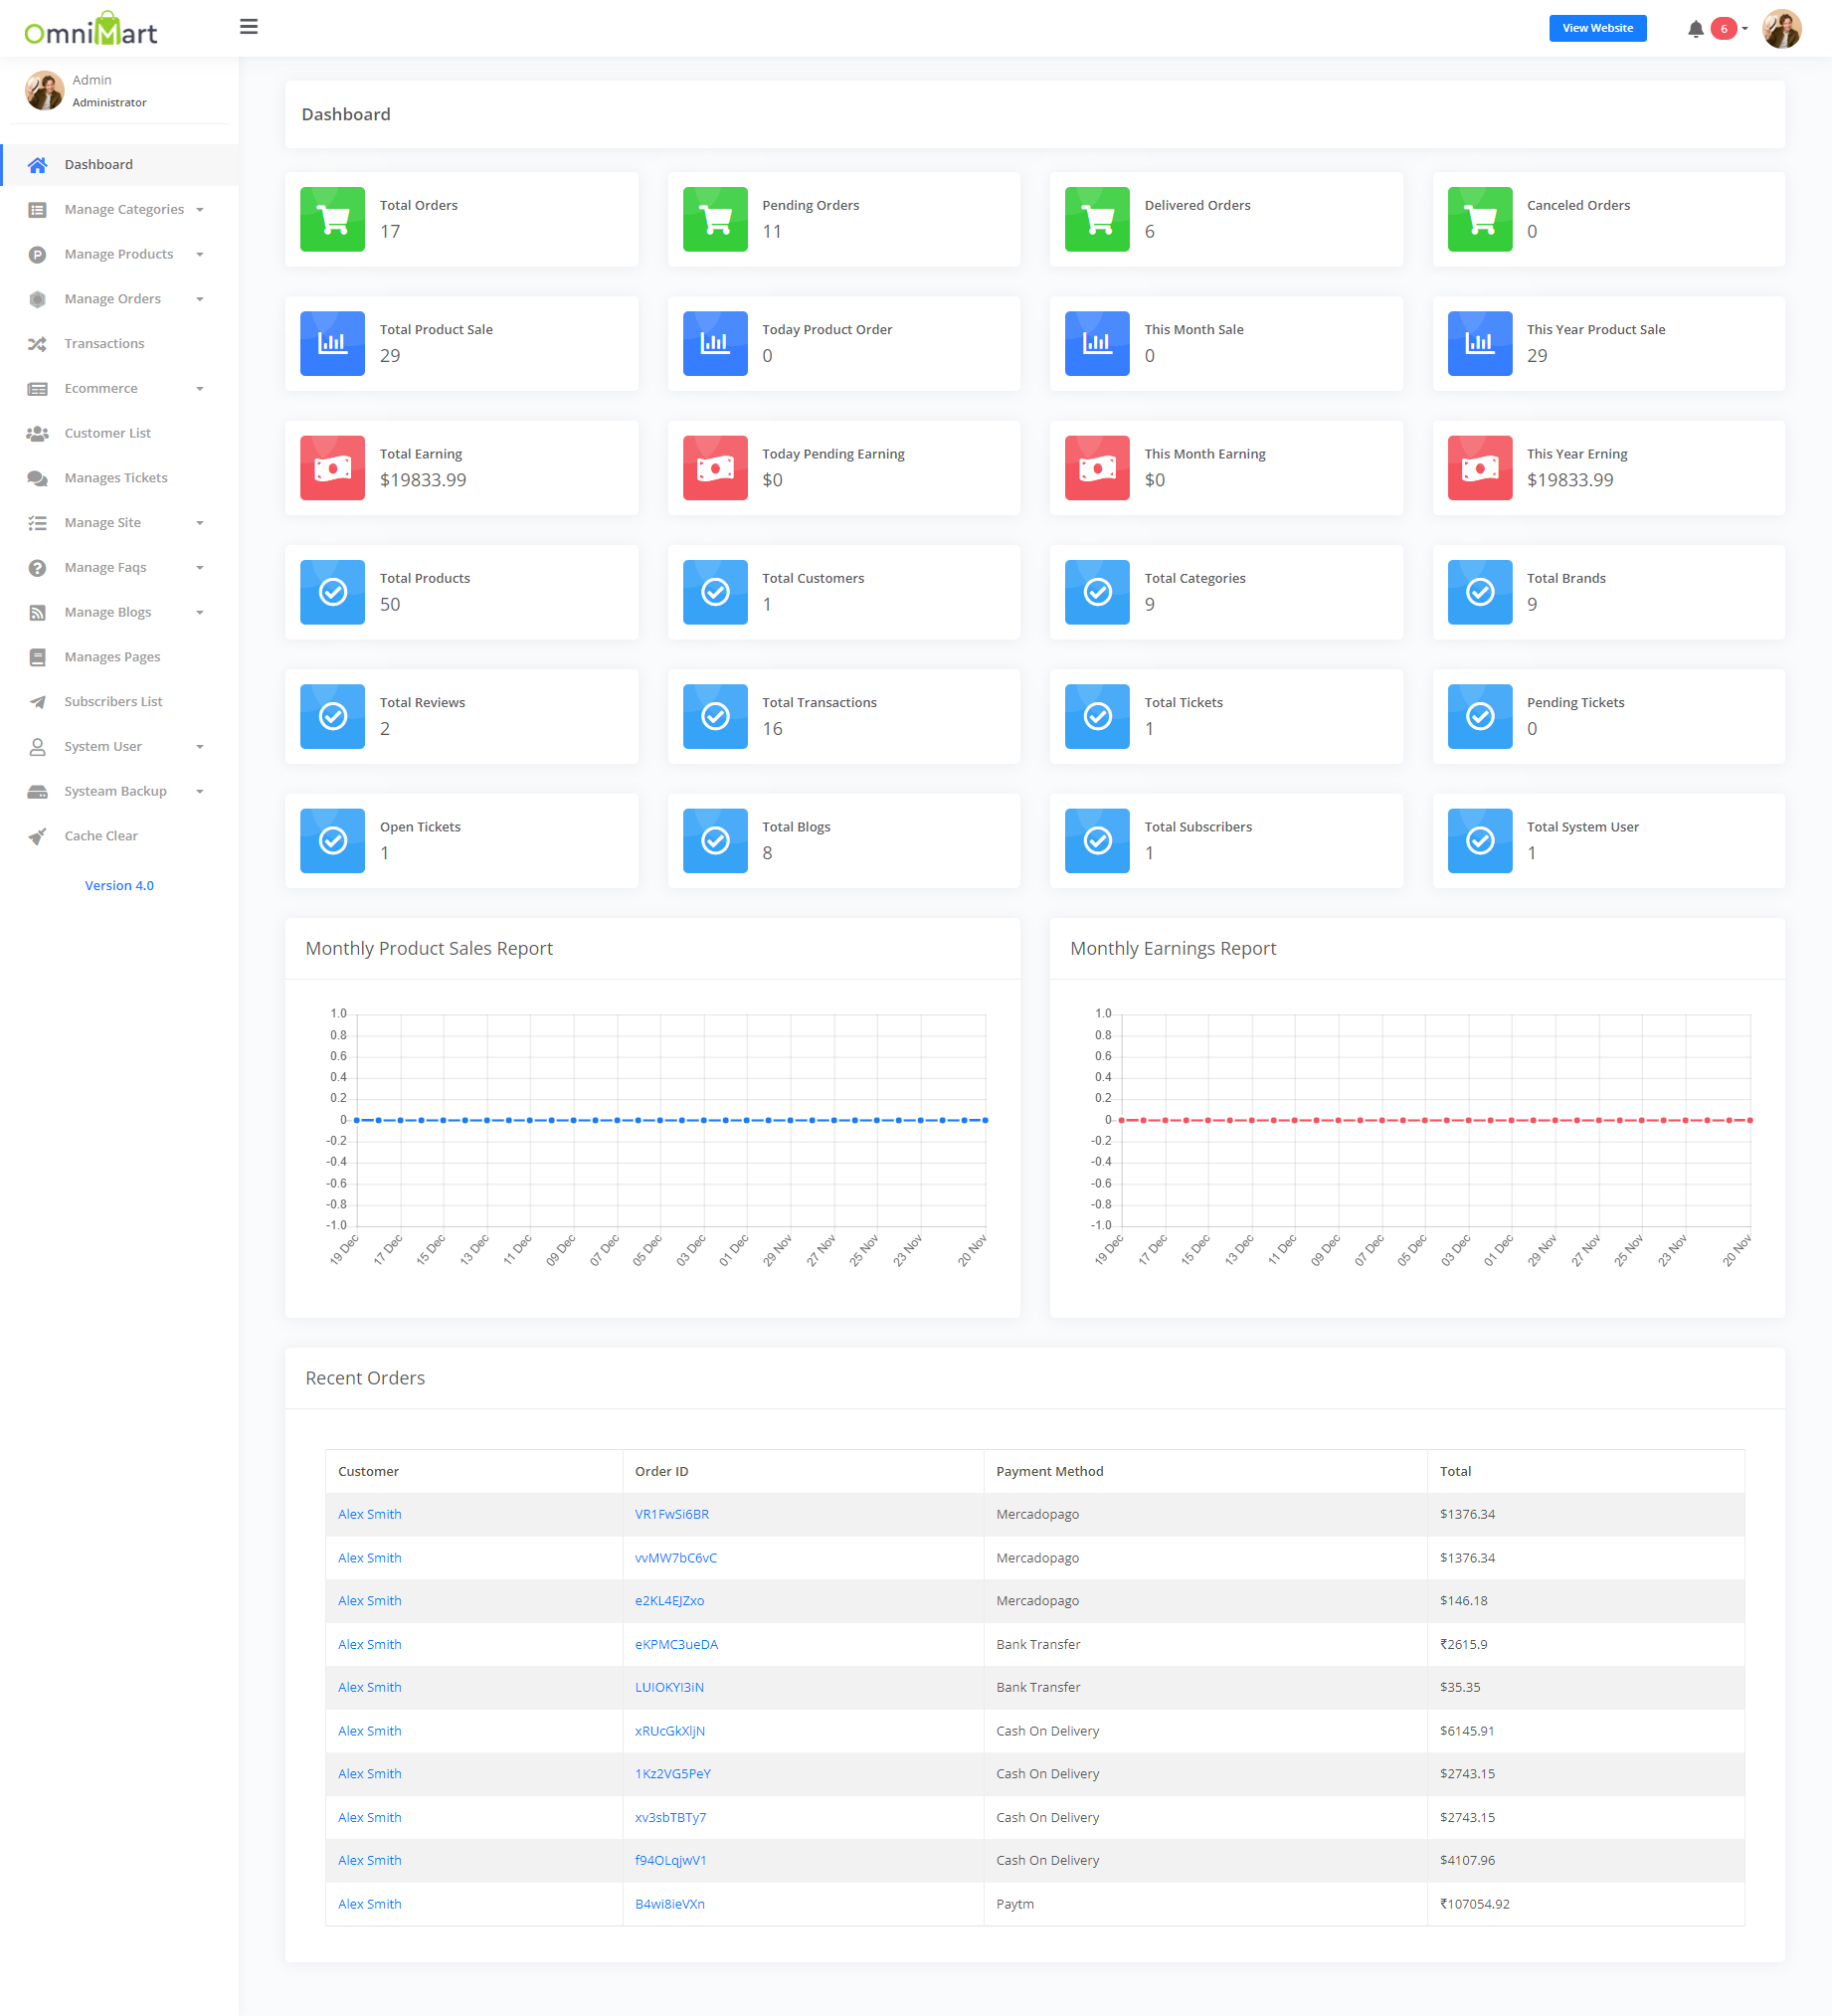 OmniMart
View Website
6
Admin
Administrator
Dashboard
Manage Categories
Manage Products
Manage Orders
Transactions
Ecommerce
Customer List
Manages Tickets
Manage Site
Manage Faqs
Manage Blogs
Manages Pages
Subscribers List
System User
Systeam Backup
Cache Clear
Version 4.0
Dashboard
Total Orders
17
Pending Orders
11
Delivered Orders
6
Canceled Orders
0
Total Product Sale
29
Today Product Order
0
This Month Sale
0
This Year Product Sale
29
Total Earning
$19833.99
Today Pending Earning
$0
This Month Earning
$0
This Year Erning
$19833.99
Total Products
50
Total Customers
1
Total Categories
9
Total Brands
9
Total Reviews
2
Total Transactions
16
Total Tickets
1
Pending Tickets
0
Open Tickets
1
Total Blogs
8
Total Subscribers
1
Total System User
1
Monthly Product Sales Report
1.0
0.8
0.6
0.4
0.2
0
-0.2
-0.4
-0.6
-0.8
-1.0
19 Dec 17 Dec 15 Dec 13 Dec 11 Dec 09 Dec 07 Dec 05 Dec 03 Dec 01 Dec 29 Nov 27 Nov 25 Nov 23 Nov 20 Nov
Monthly Earnings Report
1.0
0.8
0.6
0.4
0.2
0
-0.2
-0.4
-0.6
-0.8
-1.0
19 Dec 17 Dec 15 Dec 13 Dec 11 Dec 09 Dec 07 Dec 05 Dec 03 Dec 01 Dec 29 Nov 27 Nov 25 Nov 23 Nov 20 Nov
Recent Orders
Customer Order ID Payment Method Total
Alex Smith VR1FwSi6BR Mercadopago $1376.34
Alex Smith vvMW7bC6vC Mercadopago $1376.34
Alex Smith e2KL4EJZxo Mercadopago $146.18
Alex Smith eKPMC3ueDA Bank Transfer ₹2615.9
Alex Smith Bank Transfer $35.35
Alex Smith Cash On Delivery $6145.91
Alex Smith 1Kz2VG5PeY Cash On Delivery $2743.15
Alex Smith xv3sbTBTy7 Cash On Delivery $2743.15
Alex Smith f94OLqjwV1 Cash On Delivery $4107.96
Alex Smith B4wi8ieVXn Paytm ₹107054.92